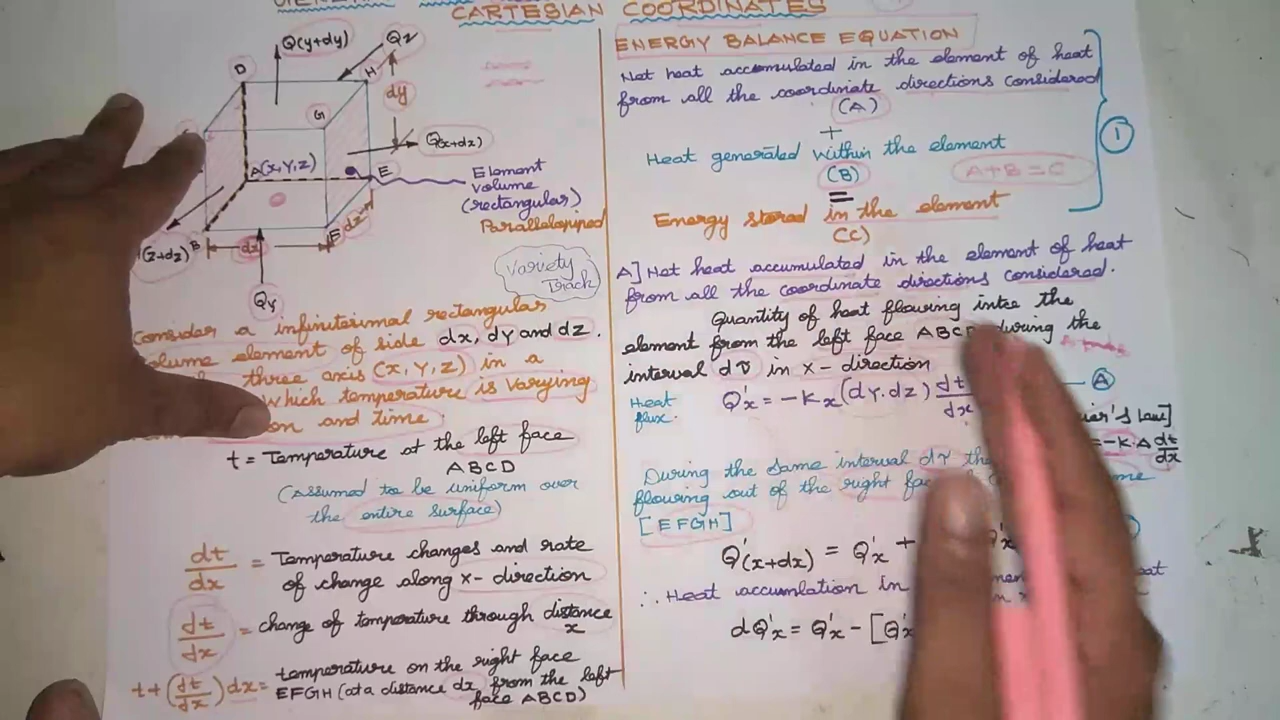 CARTESIAN COORDINATES
Q(y+dy)
Qz
D
H
dy
G
Q(x+dx)
A(x,y,z)
E
Element
volume
(rectangular)
Parallelopiped
dz
(z+dz)
B
dx
F
Qy
Variety
Track
Consider a infinitesimal rectangular
volume element of side dx, dy and dz.
three axis (x, y, z) in a
which temperature is varying
and time
t = Temperature at the left face
ABCD
(Assumed to be uniform over
the entire surface)
dt/dx = Temperature changes and rate
of change along x-direction
dt/dx = change of temperature through distance
x
t+(dt/dx)dx = temperature on the right face
EFGH (at a distance dx from the left
face ABCD)
ENERGY BALANCE EQUATION
Net heat accumulated in the element of heat
from all the coordinate directions considered
(A)
+
Heat generated within the element
(B)
A+B=C
=
Energy stored in the element
(C)
1
A] Net heat accumulated in the element of heat
from all the coordinate directions considered.
Quantity of heat flowing into the
element from the left face ABCD during the
interval dτ in x-direction
Heat
flux.
Q'x = -Kx (dy.dz) dt/dx
A
Law]
= -K.A dt/dx
During the same interval dτ the
flowing out of the right
[EFGH]
Q'(x+dx) = Q'x +
∴ Heat accumlation in
dQ'x = Q'x - [Q'x